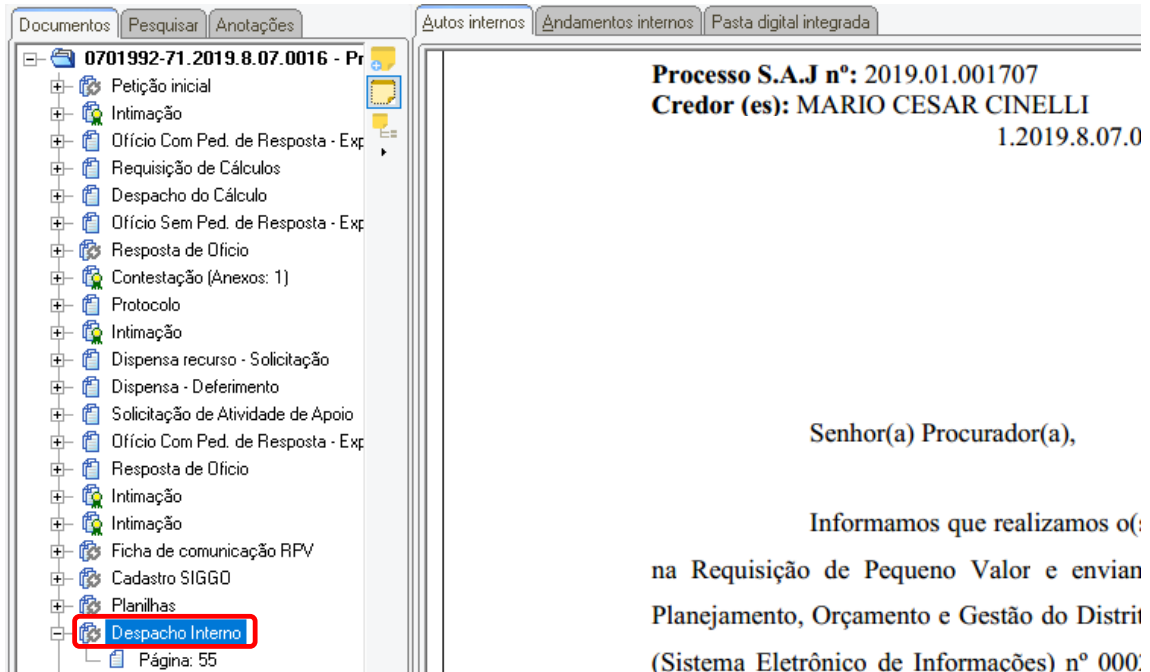 Documentos Pesquisar Anotações
0701992-71.2019.8.07.0016 - Pr
Petição inicial
Intimação
Ofício Com Ped. de Resposta - Exp
Requisição de Cálculos
Despacho do Cálculo
Ofício Sem Ped. de Resposta - Exp
Resposta de Oficio
Contestação (Anexos: 1)
Protocolo
Intimação
Dispensa recurso - Solicitação
Dispensa - Deferimento
Solicitação de Atividade de Apoio
Ofício Com Ped. de Resposta - Exp
Resposta de Oficio
Intimação
Intimação
Ficha de comunicação RPV
Cadastro SIGGO
Planilhas
Despacho Interno
Página: 55
Autos internos Andamentos internos Pasta digital integrada
Processo S.A.J nº: 2019.01.001707
Credor (es): MARIO CESAR CINELLI
1.2019.8.07.0
Senhor(a) Procurador(a),
Informamos que realizamos o(s
na Requisição de Pequeno Valor e envian
Planejamento, Orçamento e Gestão do Distrit
(Sistema Eletrônico de Informações) nº 0002